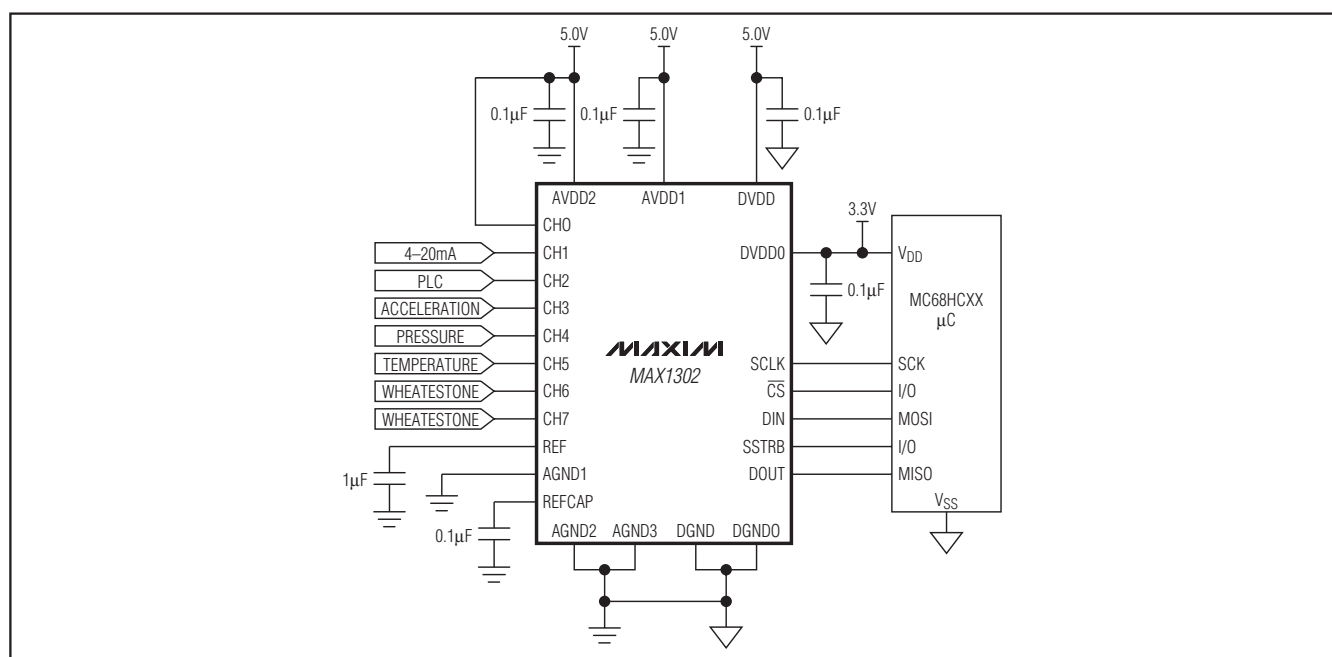 5.0V 5.0V 5.0V
0.1µF 0.1µF 0.1µF
AVDD2 AVDD1 DVDD
CH0
3.3V
4–20mA CH1 DVDD0 VDD
PLC CH2
0.1µF
MC68HCXX
µC
ACCELERATION CH3
PRESSURE CH4
MAXIM
MAX1302
TEMPERATURE CH5 SCLK SCK
WHEATESTONE CH6 CS I/O
WHEATESTONE CH7 DIN MOSI
REF SSTRB I/O
1µF AGND1 DOUT MISO
REFCAP
VSS
0.1µF
AGND2 AGND3 DGND DGND0